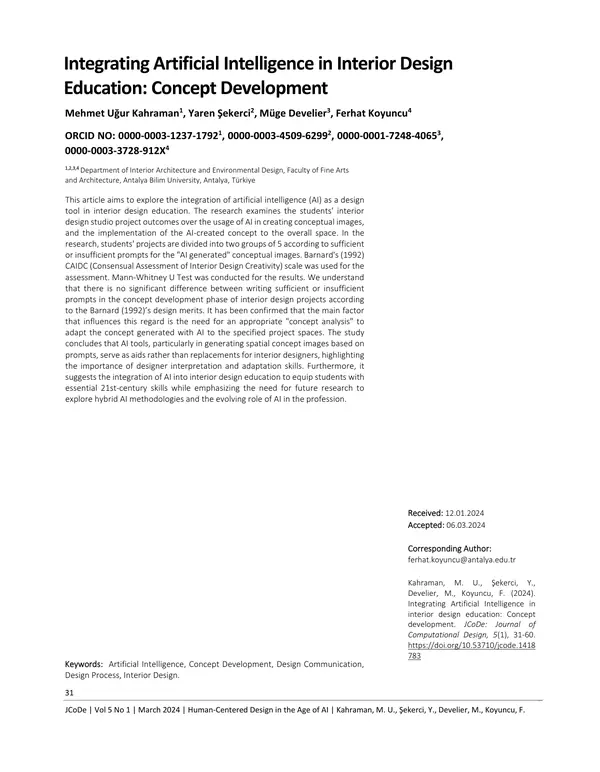 Integrating Artificial Intelligence in Interior Design
Education: Concept Development
Mehmet Uğur Kahraman1, Yaren Şekerci2, Müge Develier3, Ferhat Koyuncu4
ORCID NO: 0000-0003-1237-17921, 0000-0003-4509-62992, 0000-0001-7248-40653,
0000-0003-3728-912X4
1,2,3,4 Department of Interior Architecture and Environmental Design, Faculty of Fine Arts
and Architecture, Antalya Bilim University, Antalya, Türkiye
This article aims to explore the integration of artificial intelligence (AI) as a design
tool in interior design education. The research examines the students' interior
design studio project outcomes over the usage of AI in creating conceptual images,
and the implementation of the AI-created concept to the overall space. In the
research, students' projects are divided into two groups of 5 according to sufficient
or insufficient prompts for the "AI generated" conceptual images. Barnard's (1992)
CAIDC (Consensual Assessment of Interior Design Creativity) scale was used for the
assessment. Mann-Whitney U Test was conducted for the results. We understand
that there is no significant difference between writing sufficient or insufficient
prompts in the concept development phase of interior design projects according
to the Barnard (1992)'s design merits. It has been confirmed that the main factor
that influences this regard is the need for an appropriate "concept analysis" to
adapt the concept generated with AI to the specified project spaces. The study
concludes that AI tools, particularly in generating spatial concept images based on
prompts, serve as aids rather than replacements for interior designers, highlighting
the importance of designer interpretation and adaptation skills. Furthermore, it
suggests the integration of AI into interior design education to equip students with
essential 21st-century skills while emphasizing the need for future research to
explore hybrid AI methodologies and the evolving role of AI in the profession.
Received: 12.01.2024
Accepted: 06.03.2024
Corresponding Author:
ferhat.koyuncu@antalya.edu.tr
Kahraman, M. U., Şekerci, Y.,
Develier, M., Koyuncu, F. (2024).
Integrating Artificial Intelligence in
interior design education: Concept
development. JCoDe: Journal of
Computational Design, 5(1), 31-60.
https://doi.org/10.53710/jcode.1418
783
Keywords: Artificial Intelligence, Concept Development, Design Communication,
Design Process, Interior Design.
31
JCoDe | Vol 5 No 1 | March 2024 | Human-Centered Design in the Age of AI | Kahraman, M. U., Şekerci, Y., Develier, M., Koyuncu, F.